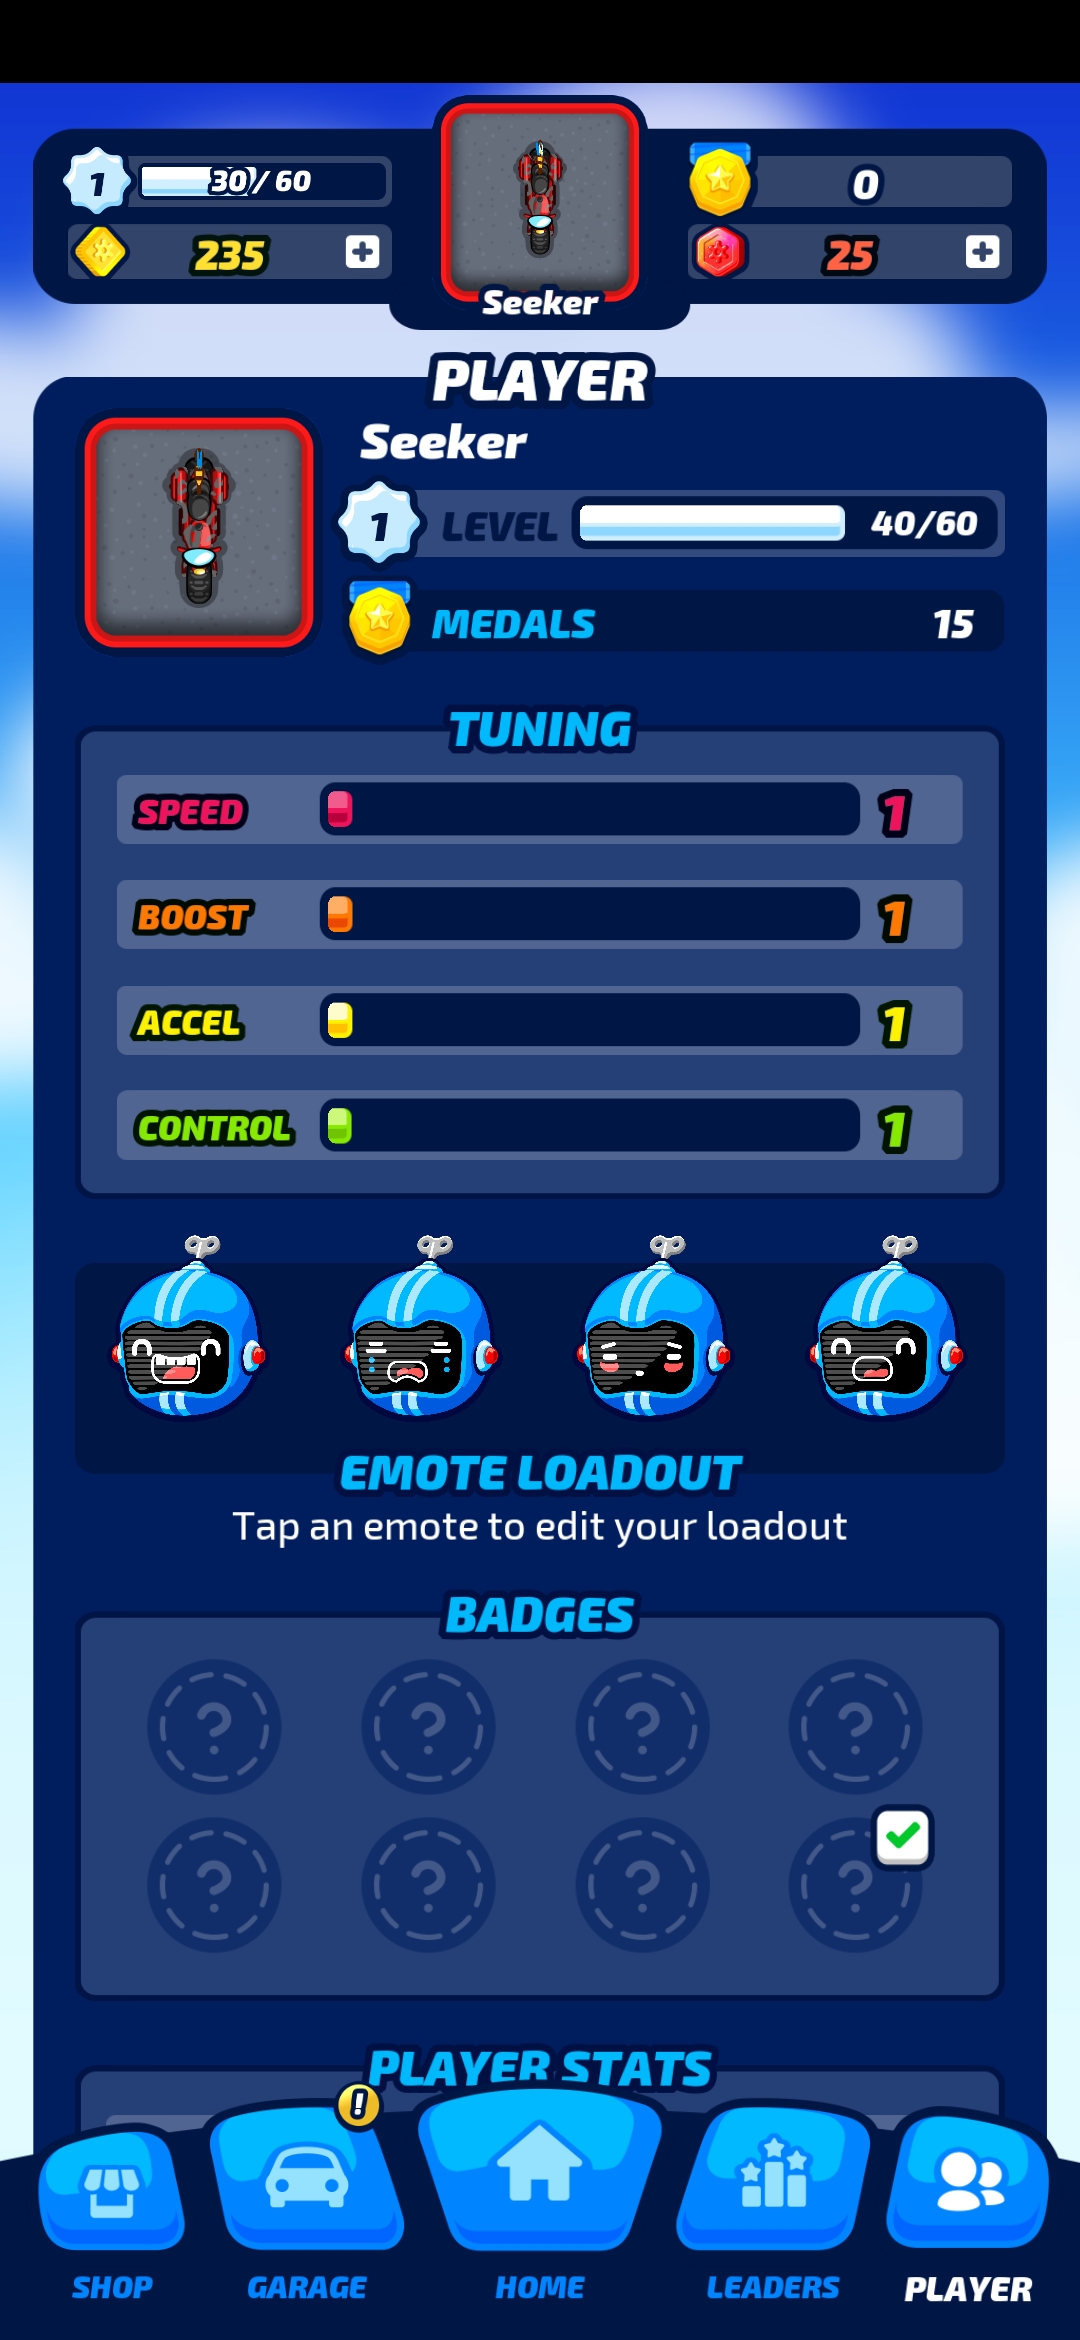 1
30/60
235
Seeker
0
25
PLAYER
Seeker
1 LEVEL 40/60
MEDALS 15
TUNING
SPEED 1
BOOST 1
ACCEL 1
CONTROL 1
EMOTE LOADOUT
Tap an emote to edit your loadout
BADGES
? ? ? ?
? ? ? ?
PLAYER STATS
!
SHOP GARAGE HOME LEADERS PLAYER